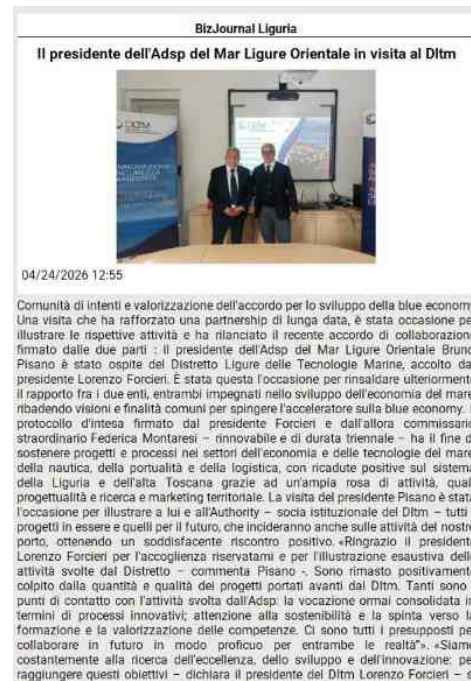 BizJournal Liguria
Il presidente dell'Adsp del Mar Ligure Orientale in visita al Dltm
DLTM
INNOVAZIONE
04/24/2026 12:55
Comunità di intenti e valorizzazione dell'accordo per lo sviluppo della blue economy
Una visita che ha rafforzato una partnership di lunga data, è stata occasione pe
illustrare le rispettive attività e ha rilanciato il recente accordo di collaborazione
firmato dalle due parti : il presidente dell'Adsp del Mar Ligure Orientale Bruno
Pisano è stato ospite del Distretto Ligure delle Tecnologie Marine, accolto da
presidente Lorenzo Forcieri. È stata questa l'occasione per rinsaldare ulteriorment
il rapporto fra i due enti, entrambi impegnati nello sviluppo dell'economia del mare
ribadendo visioni e finalità comuni per spingere l'acceleratore sulla blue economy.
protocollo d'intesa firmato dal presidente Forcieri e dall'allora commissario
straordinario Federica Montaresi – rinnovabile e di durata triennale – ha il fine d
sostenere progetti e processi nei settori dell'economia e delle tecnologie del mare
della nautica, della portualità e della logistica, con ricadute positive sul sistema
della Liguria e dell'alta Toscana grazie ad un'ampia rosa di attività, qual
progettualità e ricerca e marketing territoriale. La visita del presidente Pisano è stata
l'occasione per illustrare a lui e all'Authority – socia istituzionale del Dltm – tutti
progetti in essere e quelli per il futuro, che incideranno anche sulle attività del nostro
porto, ottenendo un soddisfacente riscontro positivo. «Ringrazio il presidente
Lorenzo Forcieri per l'accoglienza riservatami e per l'illustrazione esaustiva dell
attività svolte dal Distretto – commenta Pisano -. Sono rimasto positivament
colpito dalla quantità e qualità dei progetti portati avanti dal Dltm. Tanti sono
punti di contatto con l'attività svolta dall'Adsp: la vocazione ormai consolidata i
termini di processi innovativi; attenzione alla sostenibilità e la spinta verso l
formazione e la valorizzazione delle competenze. Ci sono tutti i presupposti pe
collaborare in futuro in modo proficuo per entrambe le realtà"». «Siamo
costantemente alla ricerca dell'eccellenza, dello sviluppo e dell'innovazione: pe
raggiungere questi obiettivi – dichiara il presidente del Dltm Lorenzo Forcieri – s